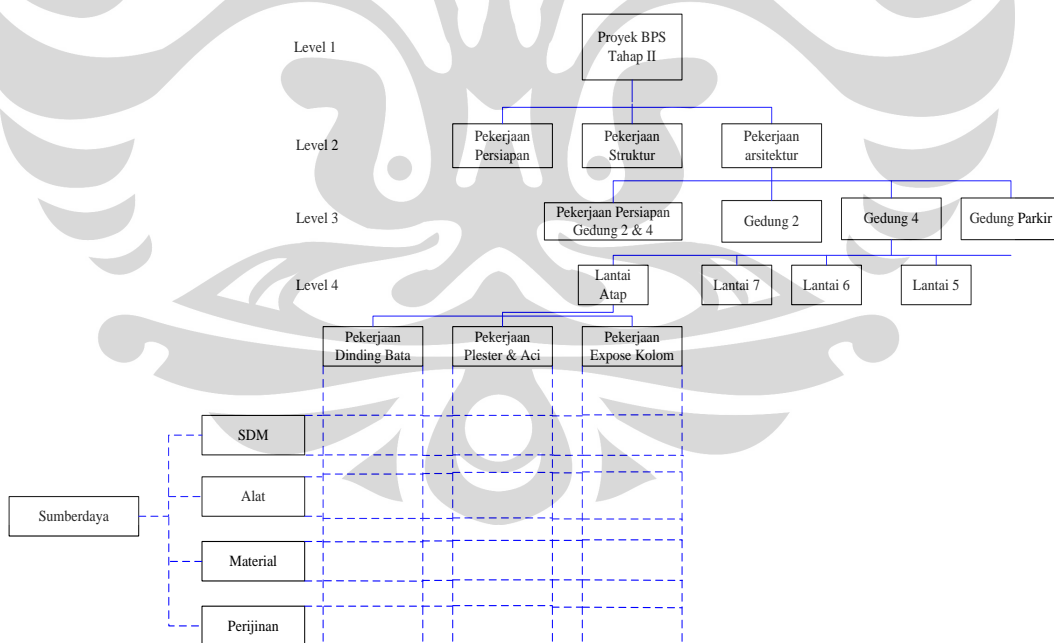 Level 1
Proyek BPS
Tahap II
Level 2
Pekerjaan
Persiapan
Pekerjaan
Struktur
Pekerjaan
arsitektur
Level 3
Pekerjaan Persiapan
Gedung 2 & 4
Gedung 2
Gedung 4
Gedung Parkir
Level 4
Lantai
Atap
Lantai 7
Lantai 6
Lantai 5
Pekerjaan
Dinding Bata
Pekerjaan
Plester & Aci
Pekerjaan
Expose Kolom
SDM
Alat
Sumberdaya
Material
Perijinan